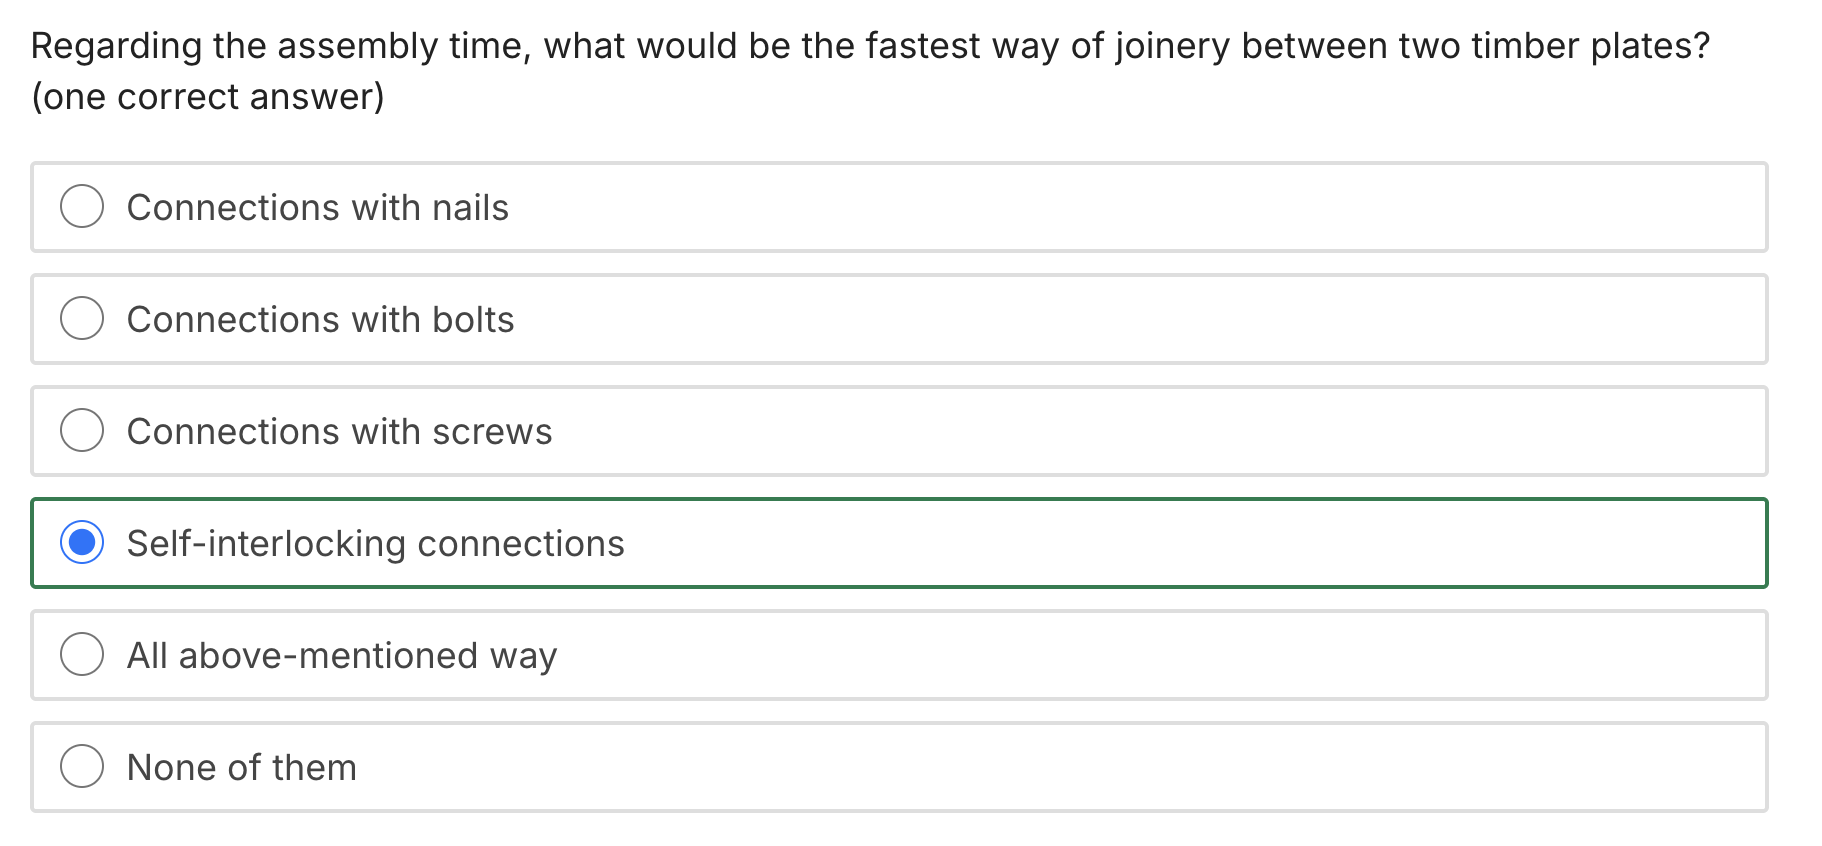 Regarding the assembly time, what would be the fastest way of joinery between two timber plates?
(one correct answer)
Connections with nails
Connections with bolts
Connections with screws
Self-interlocking connections
All above-mentioned way
None of them